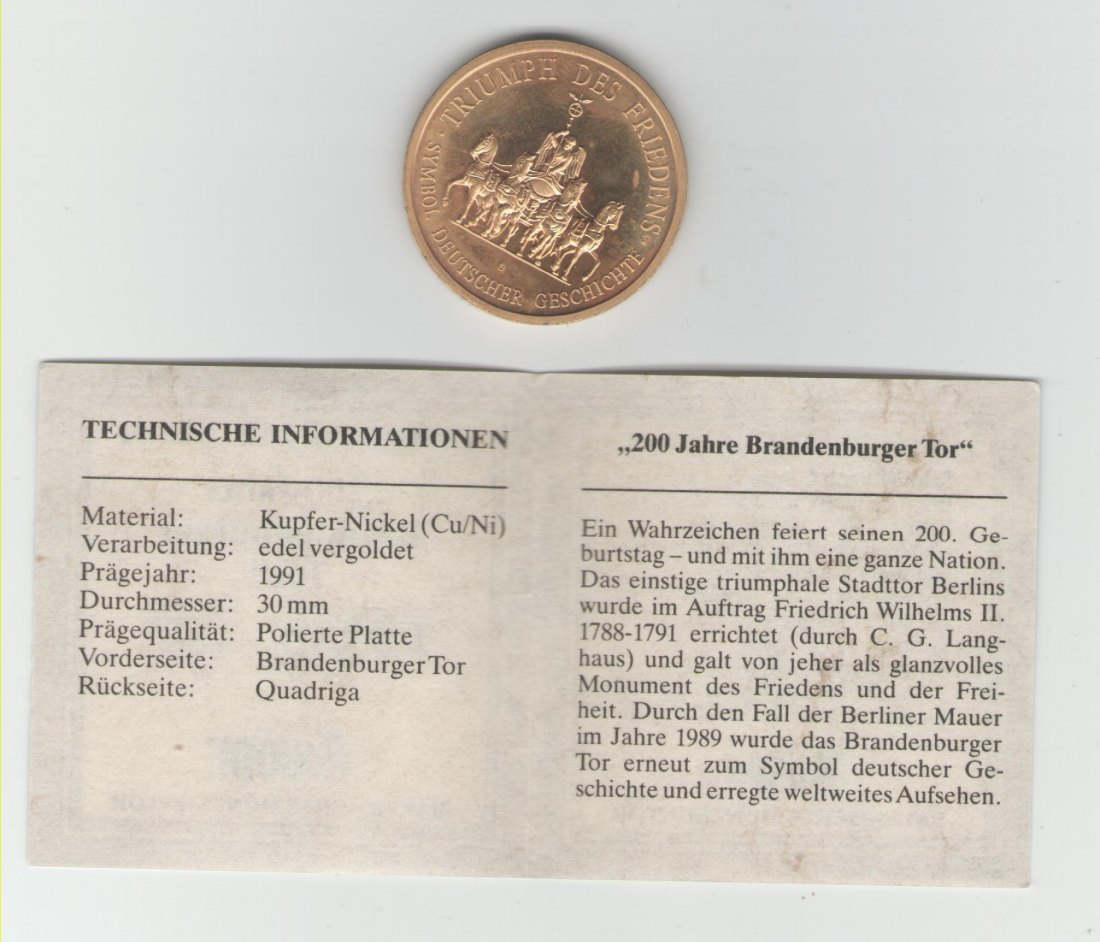 TRIUMPH DES FRIEDENS
· SYMBOL DEUTSCHER GESCHICHTE ·
TECHNISCHE INFORMATIONEN
Material: Kupfer-Nickel (Cu/Ni)
Verarbeitung: edel vergoldet
Prägejahr: 1991
Durchmesser: 30 mm
Prägequalität: Polierte Platte
Vorderseite: Brandenburger Tor
Rückseite: Quadriga
„200 Jahre Brandenburger Tor“
Ein Wahrzeichen feiert seinen 200. Ge-
burtstag – und mit ihm eine ganze Nation.
Das einstige triumphale Stadttor Berlins
wurde im Auftrag Friedrich Wilhelms II.
1788-1791 errichtet (durch C. G. Lang-
haus) und galt von jeher als glanzvolles
Monument des Friedens und der Frei-
heit. Durch den Fall der Berliner Mauer
im Jahre 1989 wurde das Brandenburger
Tor erneut zum Symbol deutscher Ge-
schichte und erregte weltweites Aufsehen.